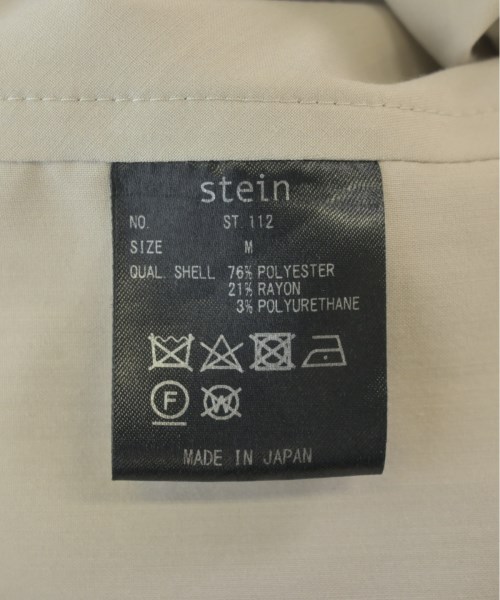 stein
NO. ST.112
SIZE M
QUAL. SHELL 76% POLYESTER
21% RAYON
3% POLYURETHANE
F W
MADE IN JAPAN